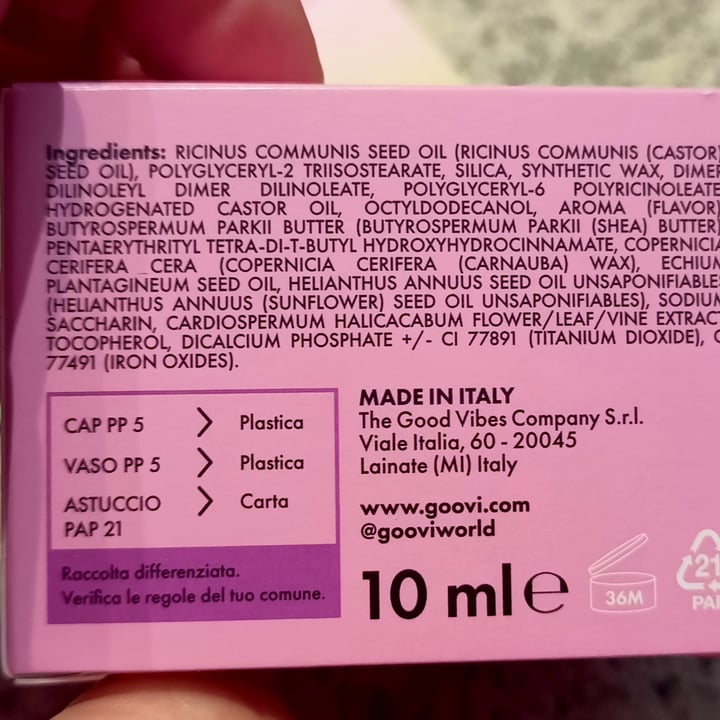 Ingredients: RICINUS COMMUNIS SEED OIL (RICINUS COMMUNIS (CASTOR)
SEED OIL), POLYGLYCERYL-2 TRIISOSTEARATE, SILICA, SYNTHETIC WAX, DIMER
DILINOLEYL DIMER DILINOLEATE, POLYGLYCERYL-6 POLYRICINOLEATE
HYDROGENATED CASTOR OIL, OCTYLDODECANOL, AROMA (FLAVOR)
BUTYROSPERMUM PARKII BUTTER (BUTYROSPERMUM PARKII (SHEA) BUTTER)
PENTAERYTHRITYL TETRA-DI-T-BUTYL HYDROXYHYDROCINNAMATE, COPERNICIA
CERIFERA CERA (COPERNICIA CERIFERA (CARNAUBA) WAX), ECHIUM
PLANTAGINEUM SEED OIL, HELIANTHUS ANNUUS SEED OIL UNSAPONIFIABLES
(HELIANTHUS ANNUUS (SUNFLOWER) SEED OIL UNSAPONIFIABLES), SODIUM
SACCHARIN, CARDIOSPERMUM HALICACABUM FLOWER/LEAF/VINE EXTRACT
TOCOPHEROL, DICALCIUM PHOSPHATE +/- CI 77891 (TITANIUM DIOXIDE),
77491 (IRON OXIDES).
CAP PP 5 > Plastica
VASO PP 5 > Plastica
ASTUCCIO > Carta
PAP 21
Raccolta differenziata.
Verifica le regole del tuo comune.
MADE IN ITALY
The Good Vibes Company S.r.l.
Viale Italia, 60 - 20045
Lainate (MI) Italy
www.goovi.com
@gooviworld
10 ml e
36M
21
PAP